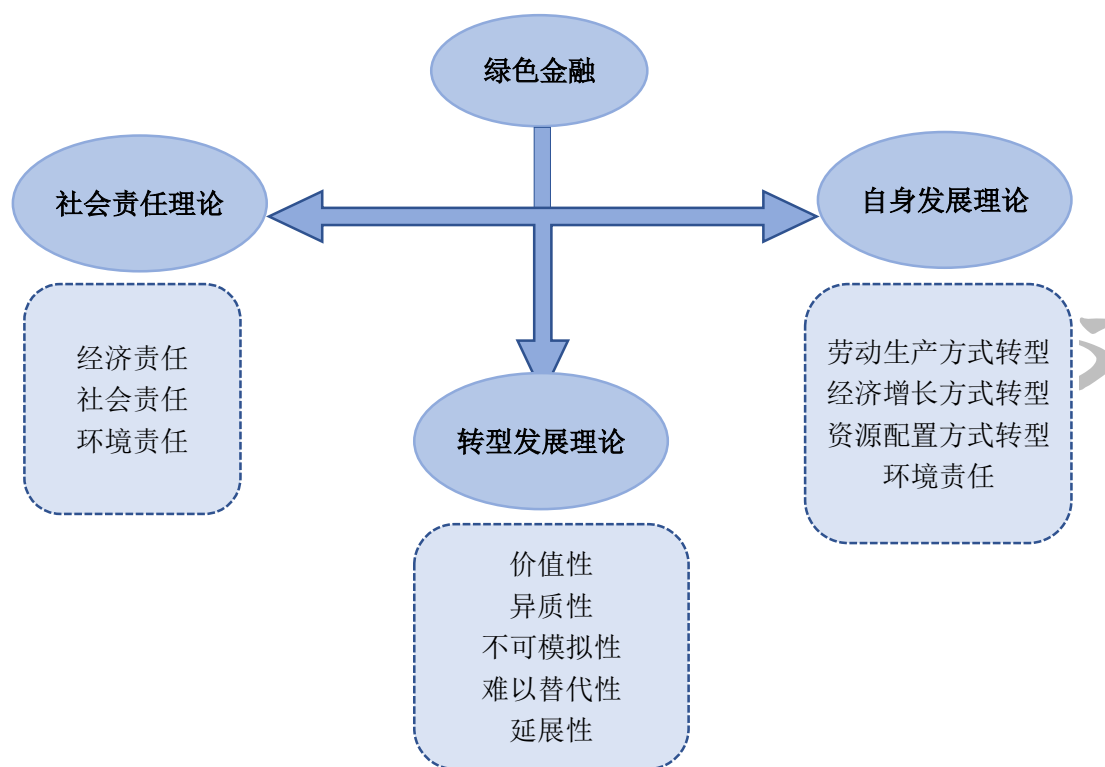 绿色金融
社会责任理论
自身发展理论
经济责任
社会责任
环境责任
转型发展理论
劳动生产方式转型
经济增长方式转型
资源配置方式转型
环境责任
价值性
异质性
不可模拟性
难以替代性
延展性